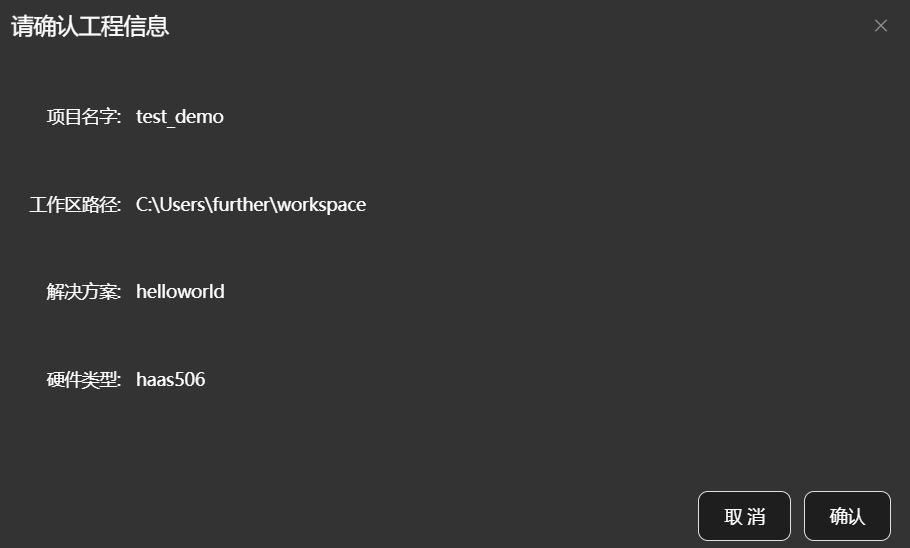 请确认工程信息
项目名字: test_demo
工作区路径: C:\Users\further\workspace
解决方案: helloworld
硬件类型: haas506
取 消 确认